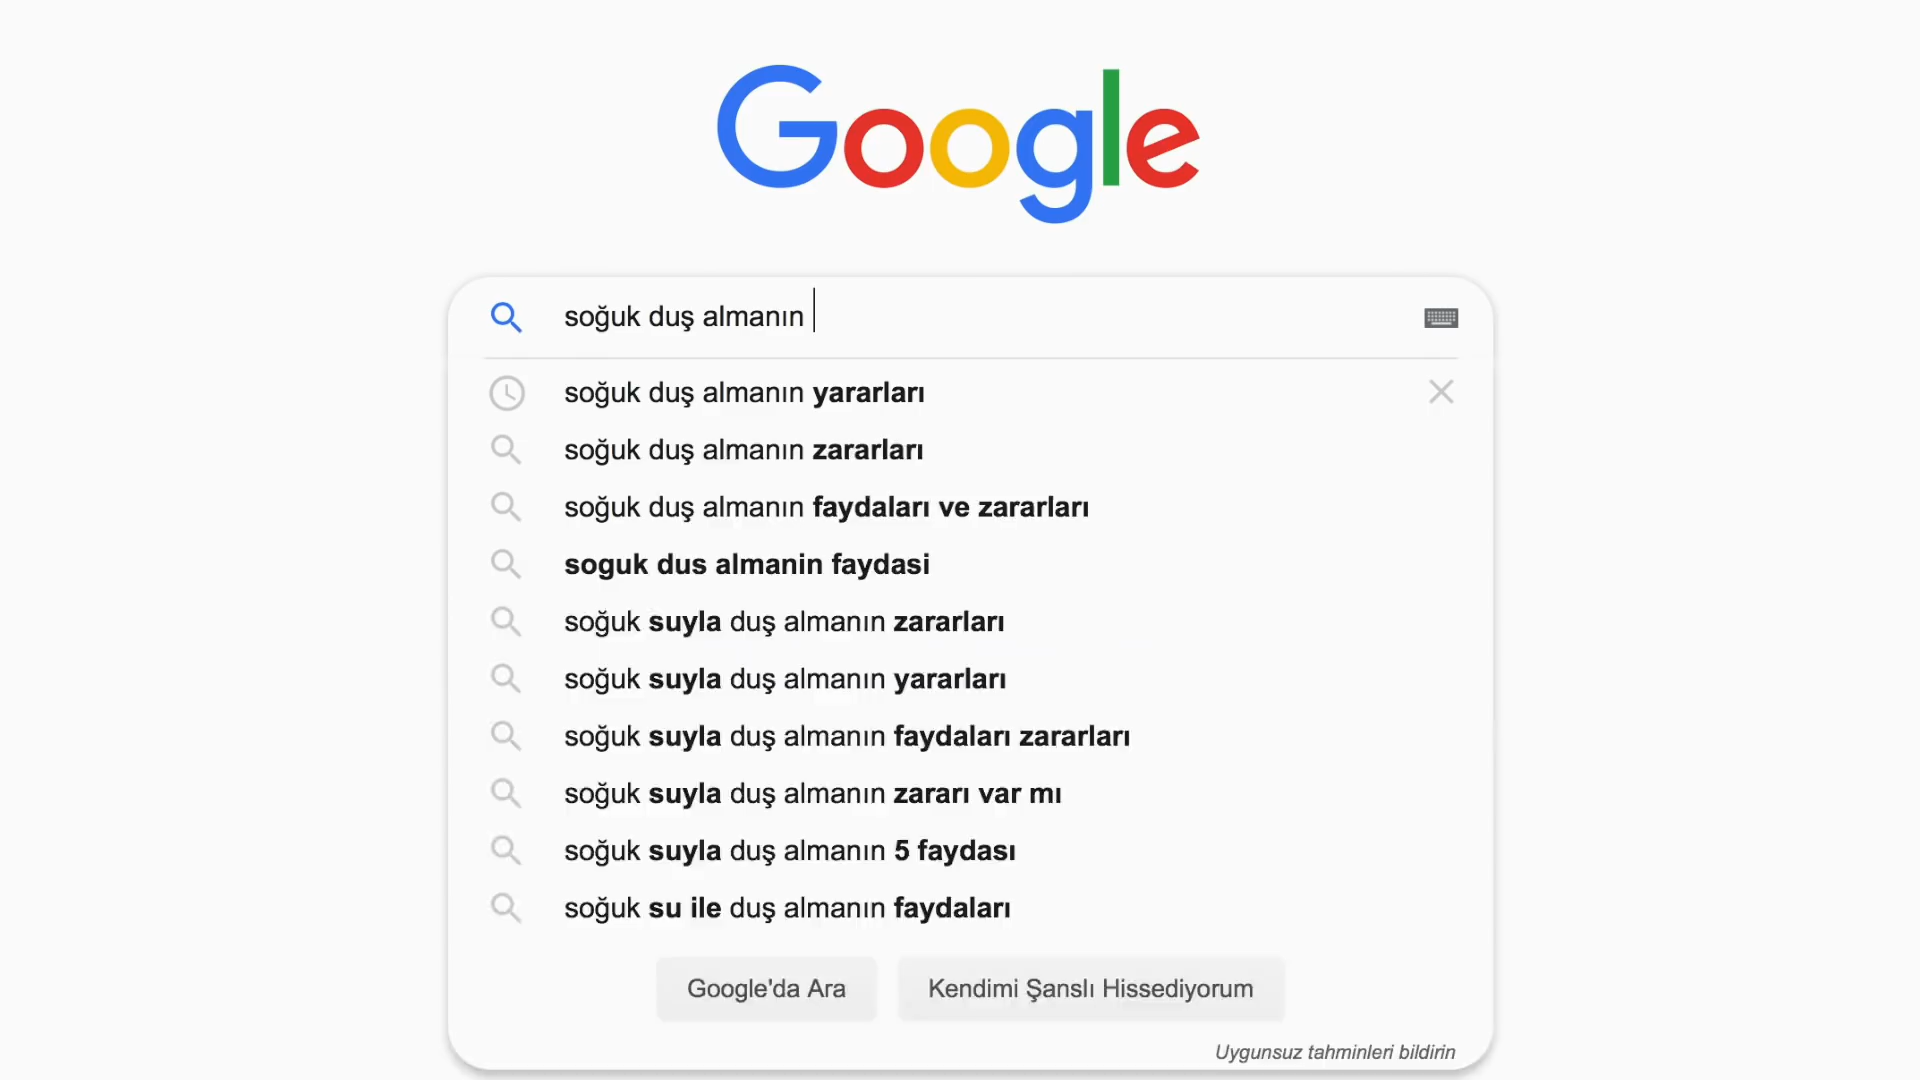 Google
soğuk duş almanın
soğuk duş almanın yararları
soğuk duş almanın zararları
soğuk duş almanın faydaları ve zararları
soguk dus almanin faydasi
soğuk suyla duş almanın zararları
soğuk suyla duş almanın yararları
soğuk suyla duş almanın faydaları zararları
soğuk suyla duş almanın zararı var mı
soğuk suyla duş almanın 5 faydası
soğuk su ile duş almanın faydaları
Google'da Ara Kendimi Şanslı Hissediyorum
Uygunsuz tahminleri bildirin